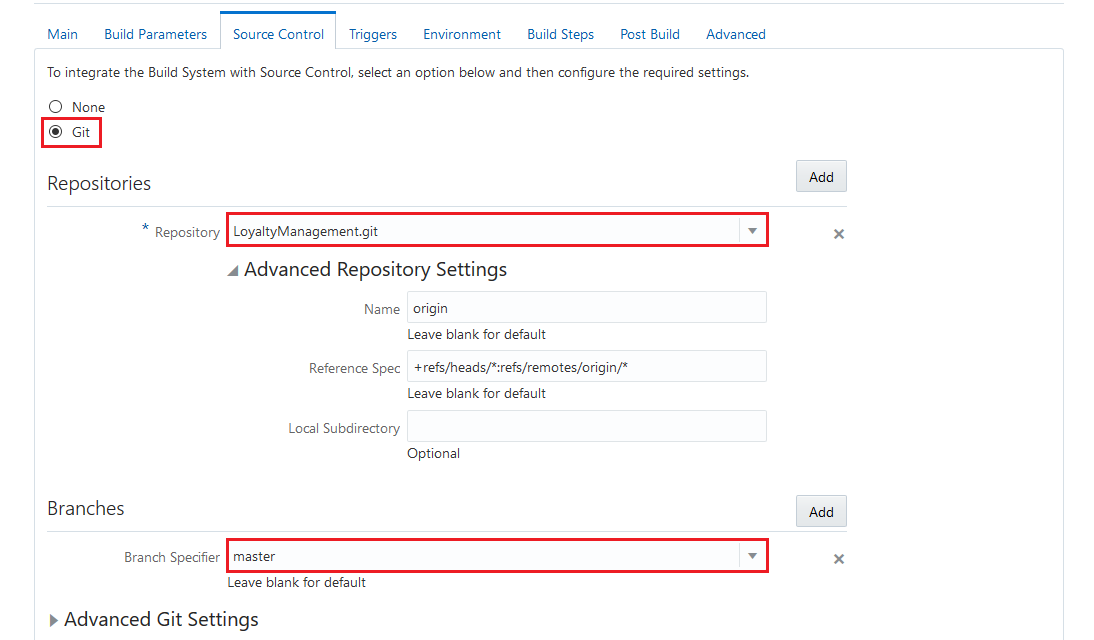 Main Build Parameters Source Control Triggers Environment Build Steps Post Build Advanced
To integrate the Build System with Source Control, select an option below and then configure the required settings.
None
Git
Repositories Add
* Repository LoyaltyManagement.git
Advanced Repository Settings
Name origin
Leave blank for default
Reference Spec +refs/heads/*:refs/remotes/origin/*
Leave blank for default
Local Subdirectory
Optional
Branches Add
Branch Specifier master
Leave blank for default
Advanced Git Settings